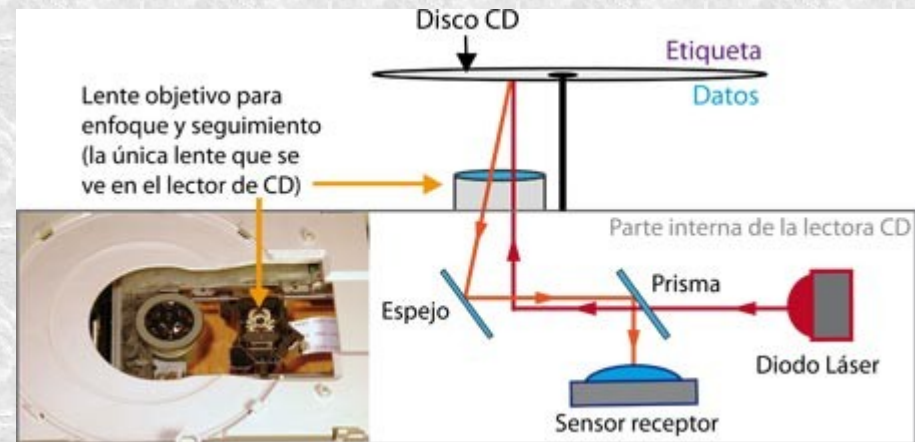 Disco CD
Etiqueta
Datos
Lente objetivo para
enfoque y seguimiento
(la única lente que se
ve en el lector de CD)
Parte interna de la lectora CD
Espejo
Prisma
Diodo Láser
Sensor receptor